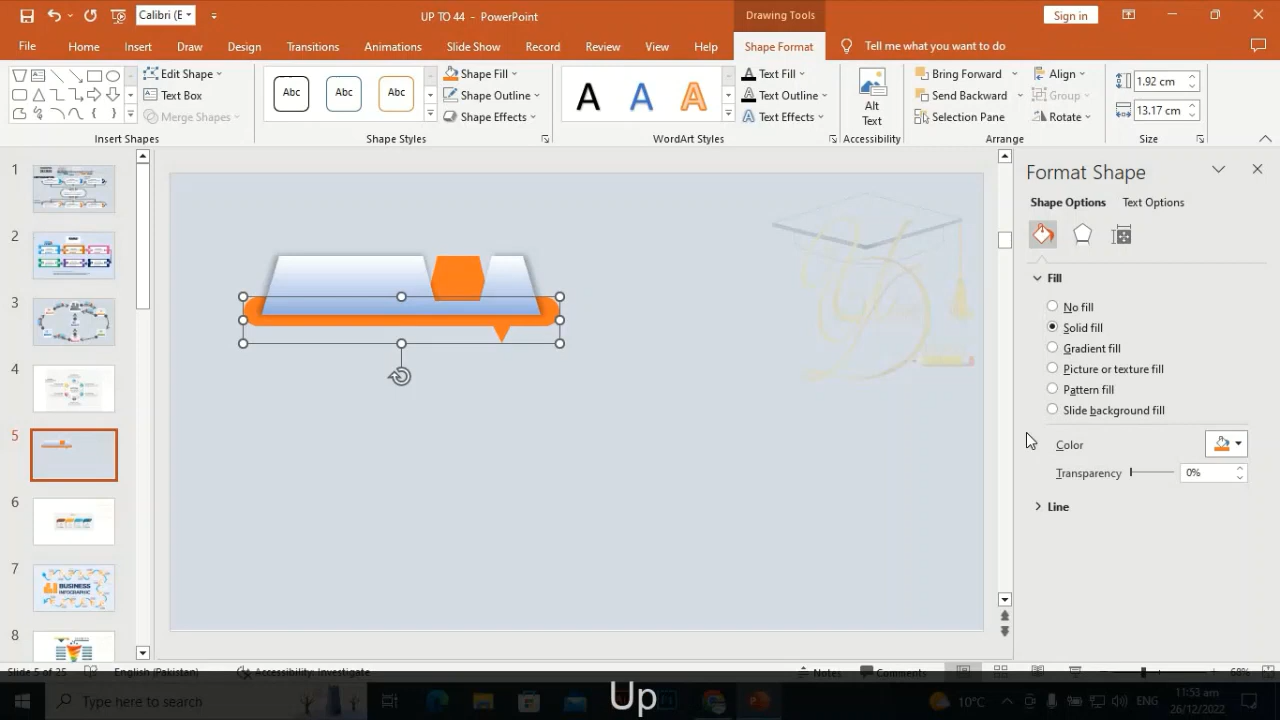 Calibri (E
UP TO 44 - PowerPoint
Drawing Tools
Sign in
File
Home
Insert
Draw
Design
Transitions
Animations
Slide Show
Record
Review
View
Help
Shape Format
Tell me what you want to do
Edit Shape
Text Box
Merge Shapes
Insert Shapes
Abc
Abc
Abc
Shape Fill
Shape Outline
Shape Effects
Shape Styles
A
A
A
Text Fill
Text Outline
Text Effects
WordArt Styles
Alt
Text
Accessibility
Bring Forward
Send Backward
Selection Pane
Align
Group
Rotate
Arrange
1.92 cm
13.17 cm
Size
1
2
3
4
5
6
7
BUSINESS
INFOGRAPHIC
8
Format Shape
Shape Options
Text Options
Fill
No fill
Solid fill
Gradient fill
Picture or texture fill
Pattern fill
Slide background fill
Color
Transparency
0%
Line
Slide 5 of 25
English (Pakistan)
Accessibility: Investigate
Notes
Comments
68%
Type here to search
Up
10°C
ENG
11:53 am
26/12/2022